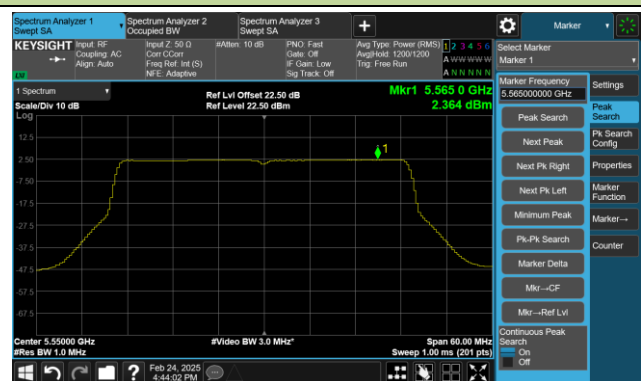 Spectrum Analyzer 1
Swept SA
Spectrum Analyzer 2
Occupied BW
Spectrum Analyzer 3
Swept SA
Marker
KEYSIGHT
LV
Input: RF
Coupling: AC
Align: Auto
Input Z: 50 Ω
Corr CCorr
Freq Ref: Int (S)
NFE: Adaptive
#Atten: 10 dB
PNO: Fast
Gate: Off
IF Gain: Low
Sig Track: Off
Avg Type: Power (RMS)
Avg|Hold: 1200/1200
Trig: Free Run
1 2 3 4 5 6
A W W W W W
A N N N N N
Select Marker
Marker 1
1 Spectrum
Scale/Div 10 dB
Ref Lvl Offset 22.50 dB
Ref Level 22.50 dBm
Mkr1 5.565 0 GHz
2.364 dBm
Log
12.5
2.50
-7.50
-17.5
-27.5
-37.5
-47.5
-57.5
-67.5
1
Center 5.55000 GHz
#Res BW 1.0 MHz
#Video BW 3.0 MHz*
Span 60.00 MHz
Sweep 1.00 ms (201 pts)
Marker Frequency
5.565000000 GHz
Peak Search
Next Peak
Next Pk Right
Next Pk Left
Minimum Peak
Pk-Pk Search
Marker Delta
Mkr→CF
Mkr→Ref Lvl
Continuous Peak
Search
On
Off
Settings
Peak
Search
Pk Search
Config
Properties
Marker
Function
Marker→
Counter
?
Feb 24, 2025
4:44:02 PM